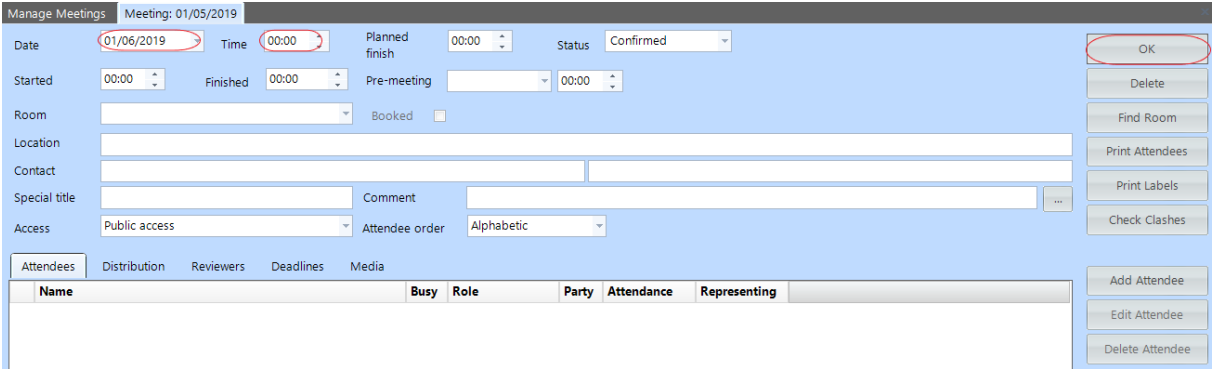 Manage Meetings Meeting: 01/05/2019
Date 01/06/2019 Time 00:00 Planned finish 00:00 Status Confirmed
OK
Started 00:00 Finished 00:00 Pre-meeting 00:00
Delete
Room Booked
Find Room
Location
Print Attendees
Contact
Print Labels
Special title Comment ...
Check Clashes
Access Public access Attendee order Alphabetic
Attendees Distribution Reviewers Deadlines Media
Name Busy Role Party Attendance Representing
Add Attendee
Edit Attendee
Delete Attendee